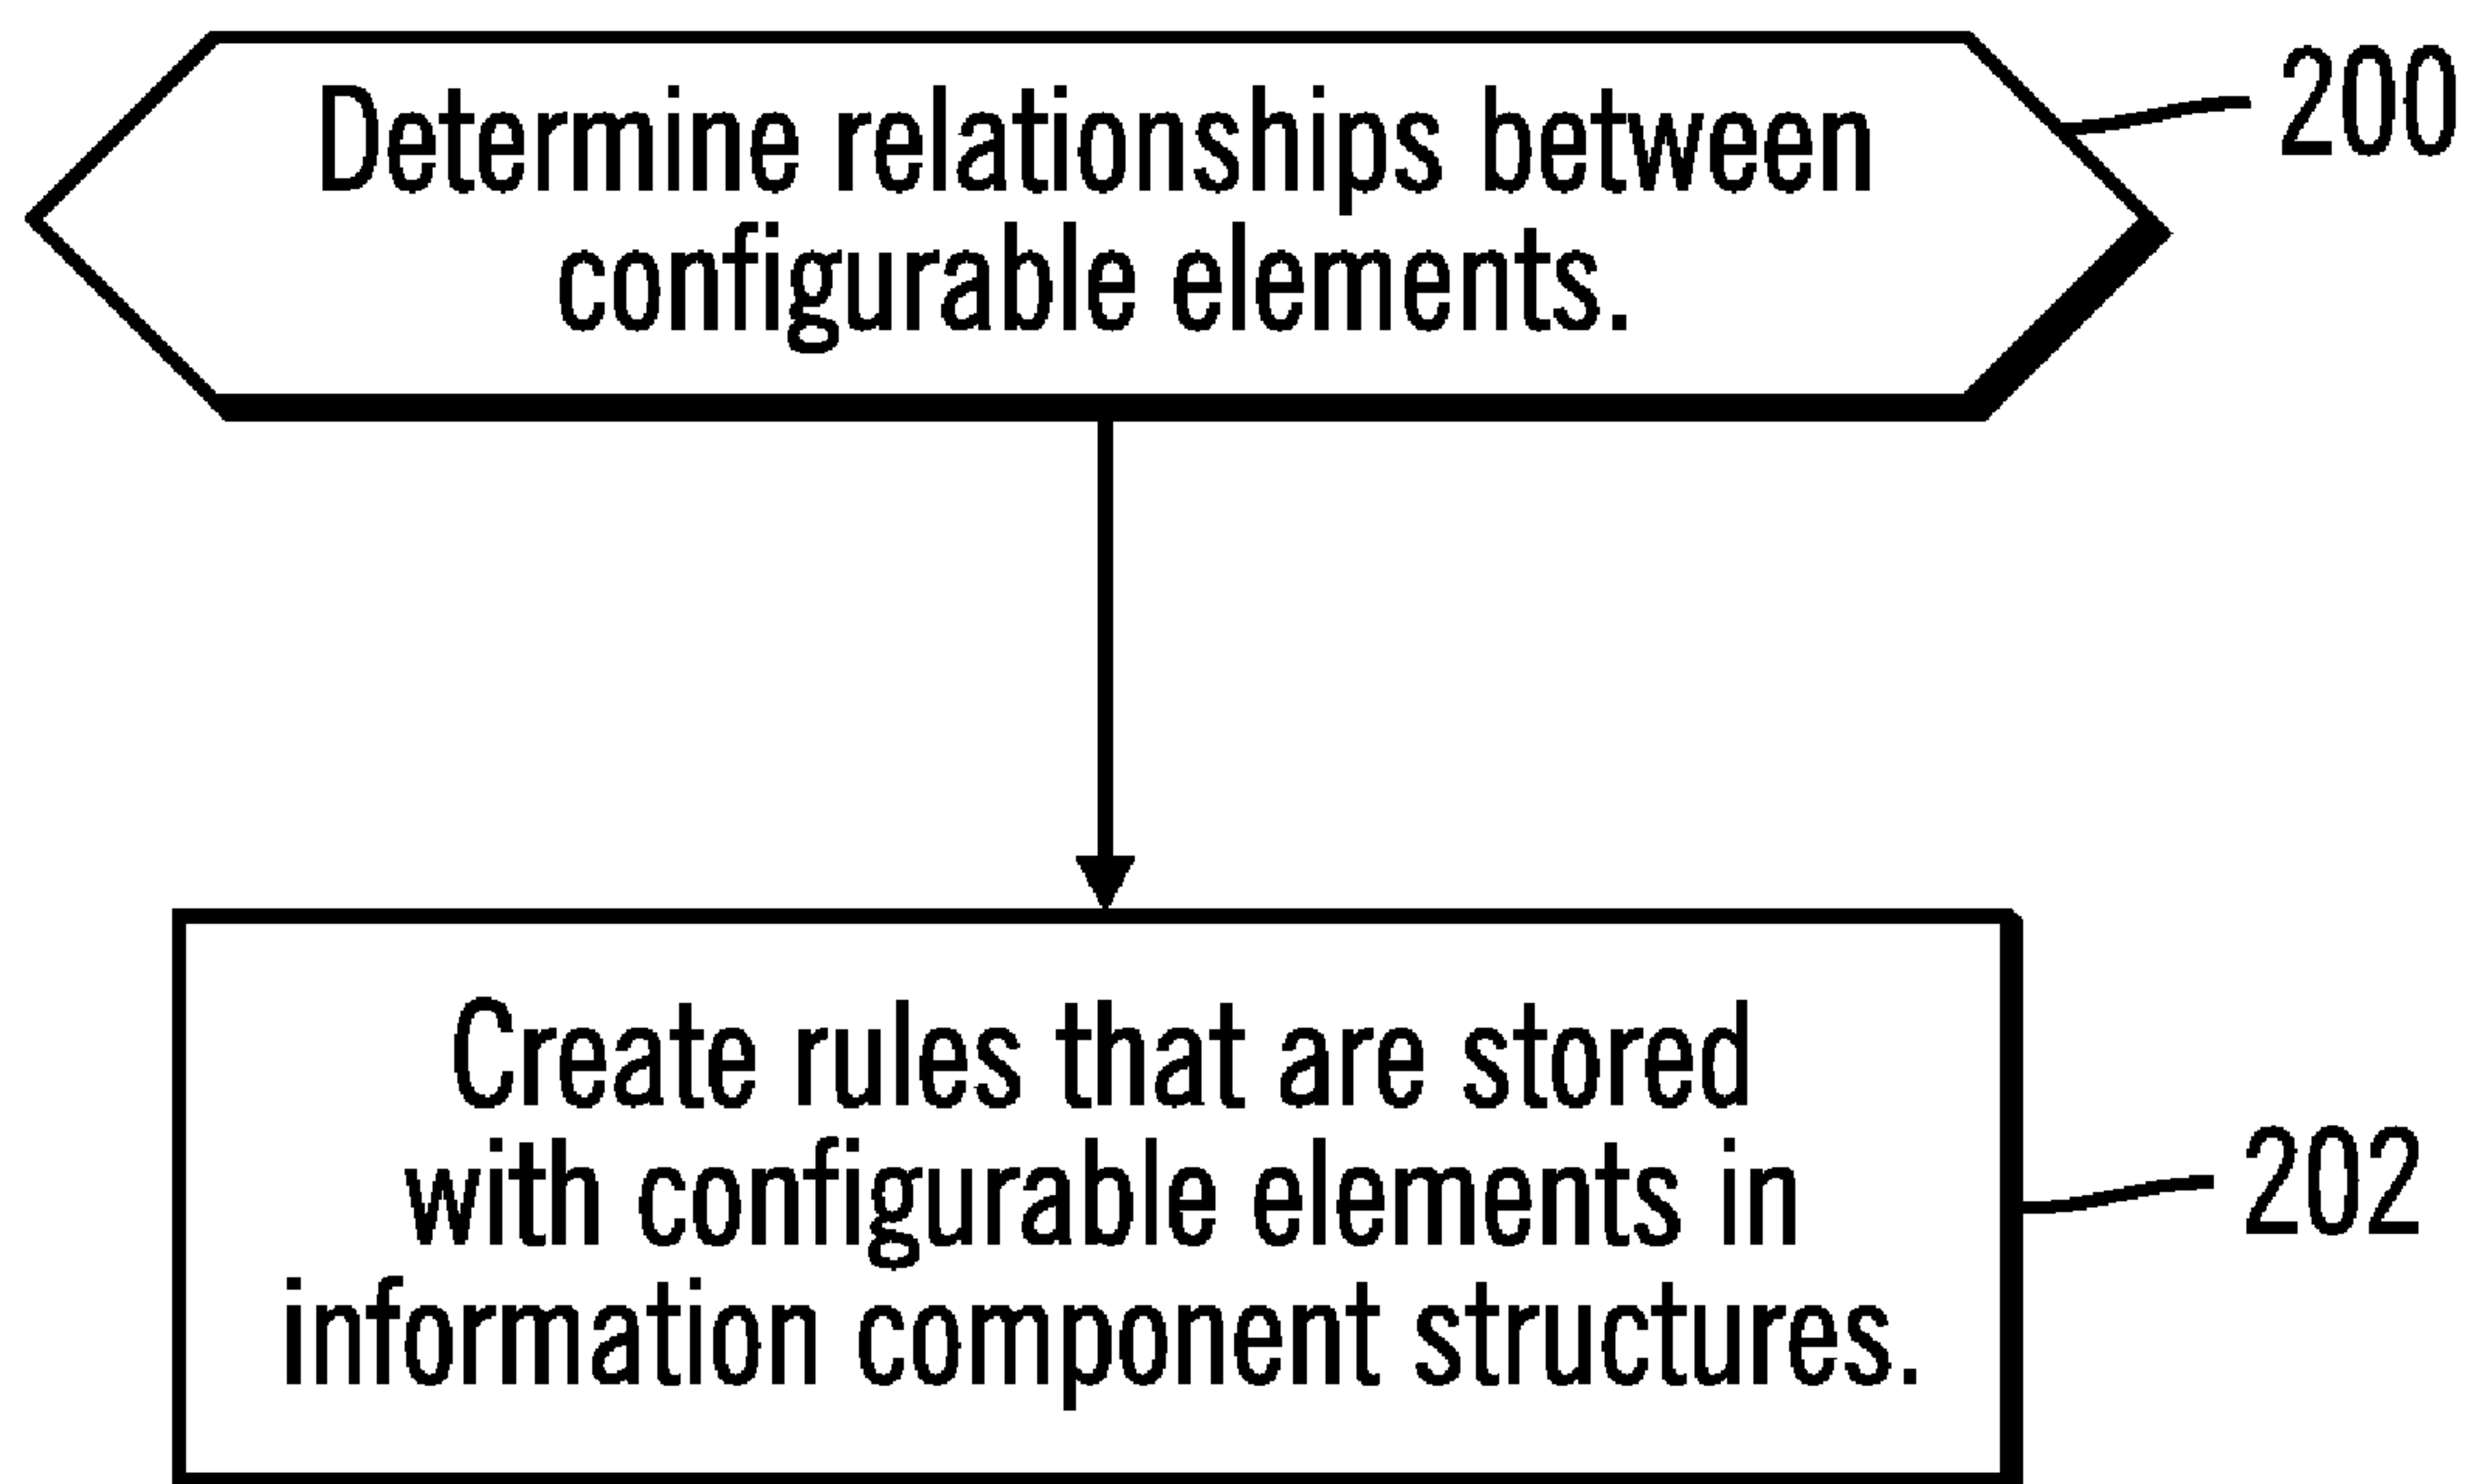 Determine relationships between
configurable elements.
200
Create rules that are stored
with configurable elements in
information component structures.
202